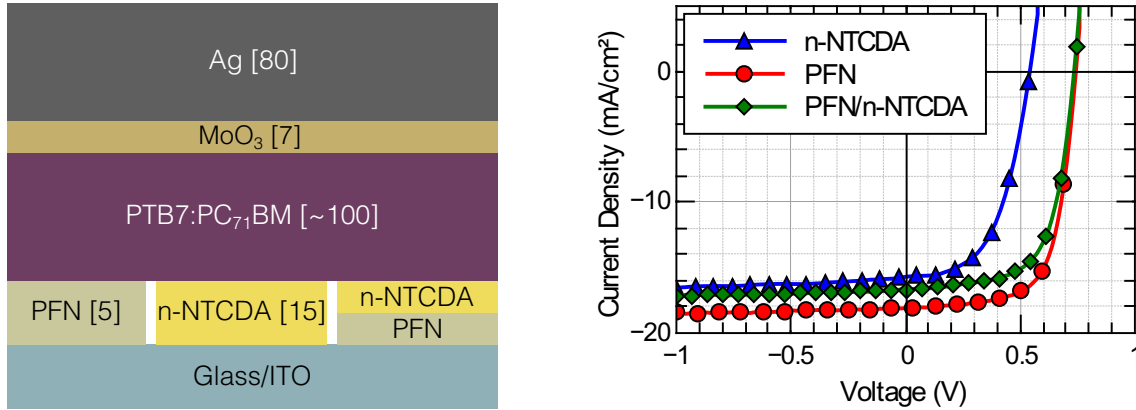 Ag [80]
MoO₃ [7]
PTB7:PC₇₁BM [~100]
PFN [5]
n-NTCDA [15]
n-NTCDA
PFN
Glass/ITO
n-NTCDA
PFN
PFN/n-NTCDA
Current Density (mA/cm²)
0
−10
−20
−1
−0.5
0
0.5
1
Voltage (V)